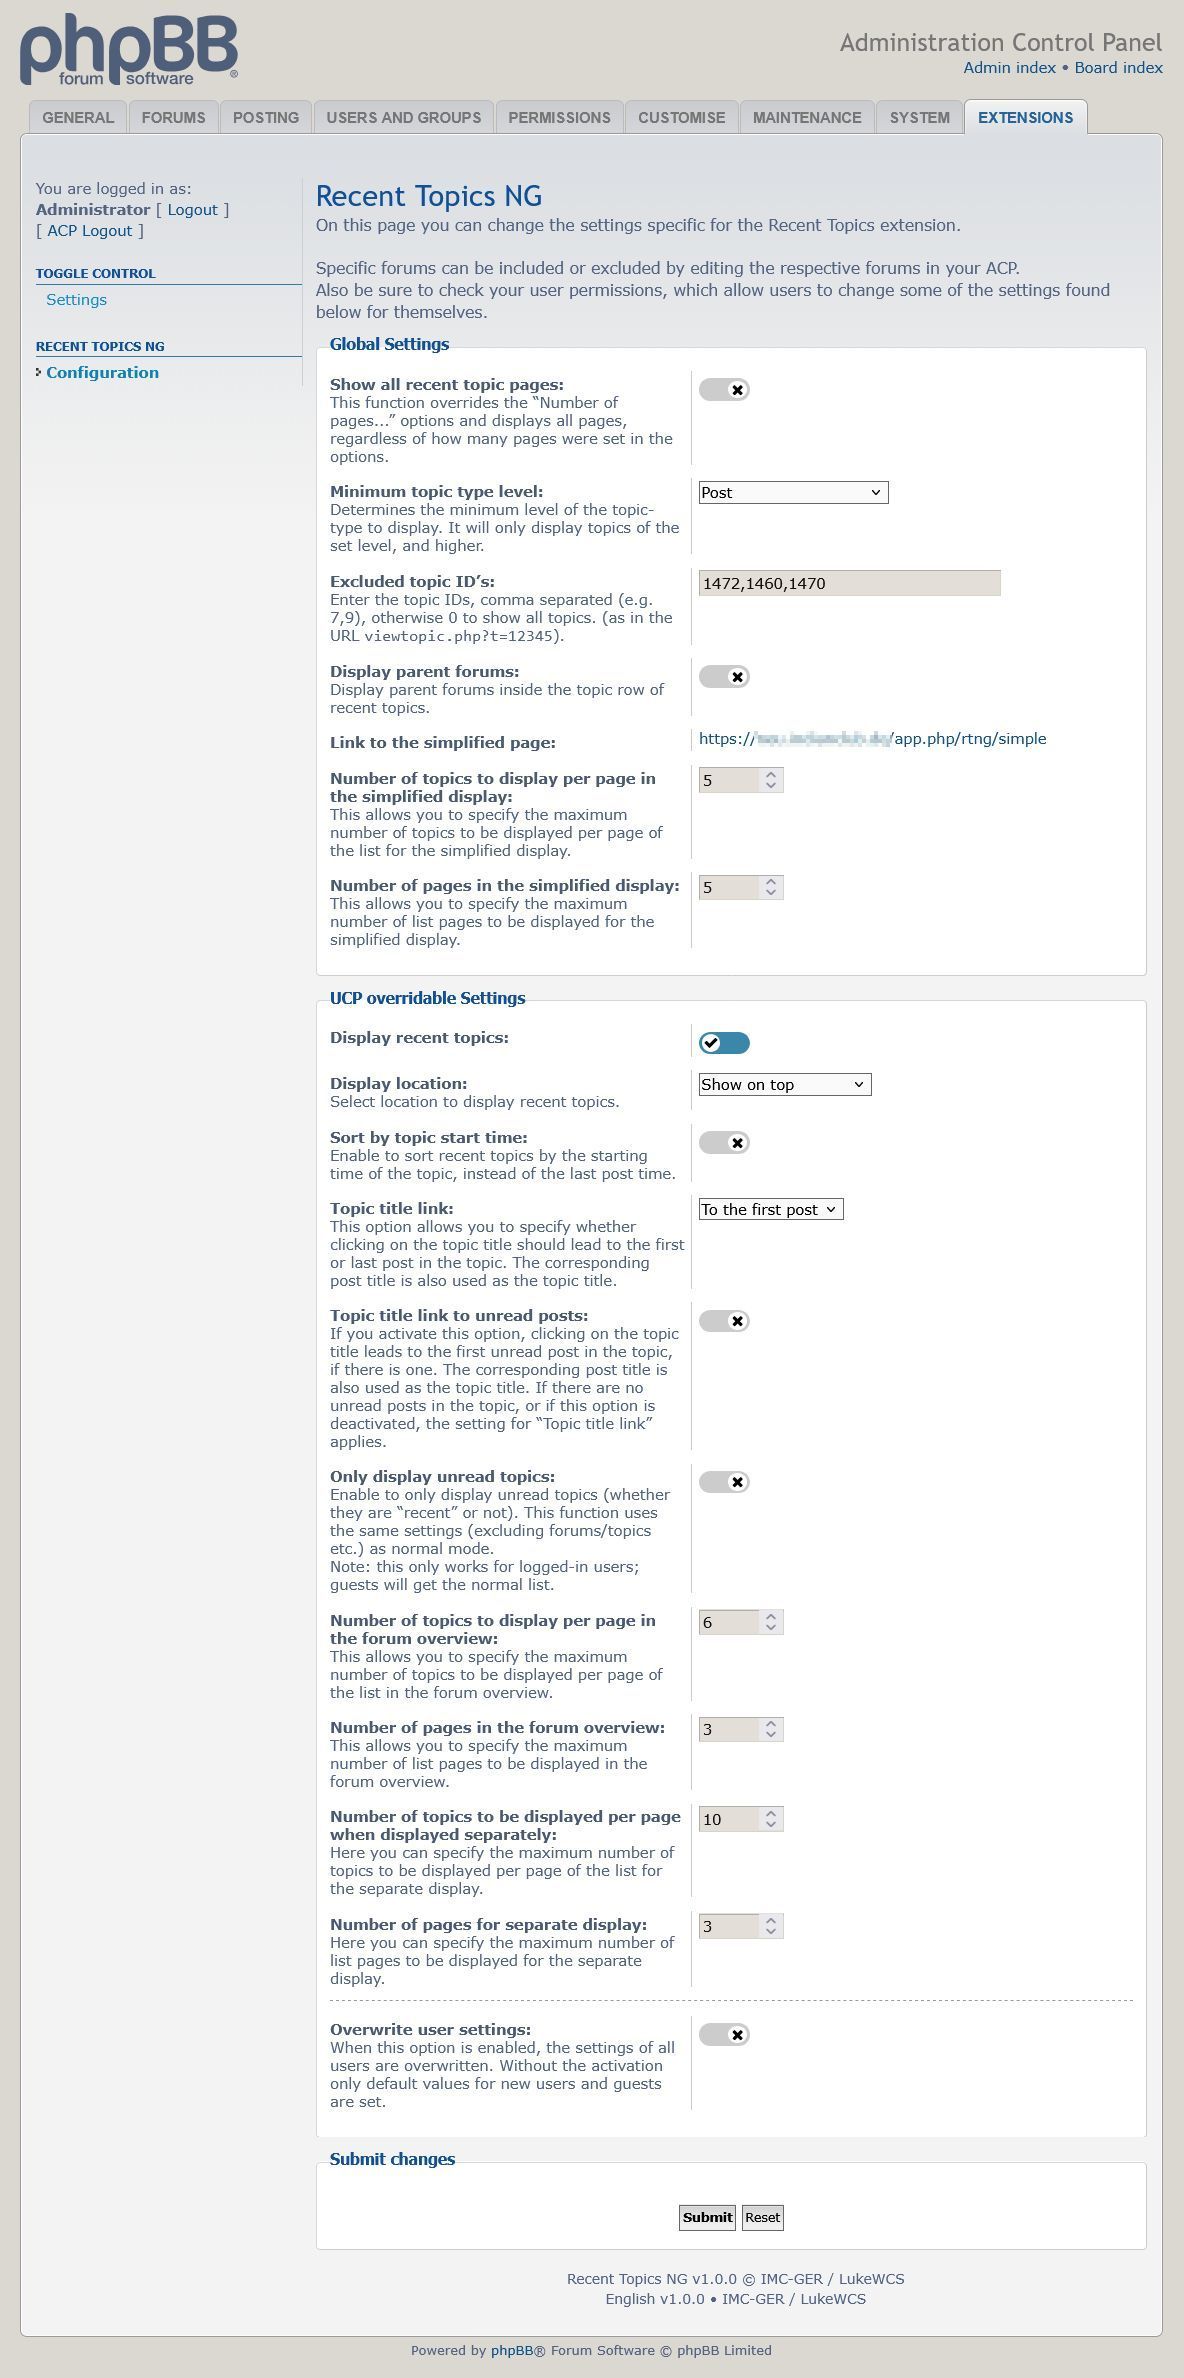 phpBB
forum software ®
Administration Control Panel
Admin index • Board index
GENERAL FORUMS POSTING USERS AND GROUPS PERMISSIONS CUSTOMISE MAINTENANCE SYSTEM EXTENSIONS
You are logged in as:
Administrator [ Logout ]
[ ACP Logout ]
TOGGLE CONTROL
Settings
RECENT TOPICS NG
Configuration
Recent Topics NG
On this page you can change the settings specific for the Recent Topics extension.
Specific forums can be included or excluded by editing the respective forums in your ACP.
Also be sure to check your user permissions, which allow users to change some of the settings found
below for themselves.
Global Settings
Show all recent topic pages:
This function overrides the “Number of
pages...” options and displays all pages,
regardless of how many pages were set in the
options.
Minimum topic type level:
Post
Determines the minimum level of the topic-
type to display. It will only display topics of the
set level, and higher.
Excluded topic ID’s:
1472,1460,1470
Enter the topic IDs, comma separated (e.g.
7,9), otherwise 0 to show all topics. (as in the
URL viewtopic.php?t=12345).
Display parent forums:
Display parent forums inside the topic row of
recent topics.
Link to the simplified page:
https:// /app.php/rtng/simple
Number of topics to display per page in
the simplified display:
5
This allows you to specify the maximum
number of topics to be displayed per page of
the list for the simplified display.
Number of pages in the simplified display:
5
This allows you to specify the maximum
number of list pages to be displayed for the
simplified display.
UCP overridable Settings
Display recent topics:
Display location:
Show on top
Select location to display recent topics.
Sort by topic start time:
Enable to sort recent topics by the starting
time of the topic, instead of the last post time.
Topic title link:
To the first post
This option allows you to specify whether
clicking on the topic title should lead to the first
or last post in the topic. The corresponding
post title is also used as the topic title.
Topic title link to unread posts:
If you activate this option, clicking on the topic
title leads to the first unread post in the topic,
if there is one. The corresponding post title is
also used as the topic title. If there are no
unread posts in the topic, or if this option is
deactivated, the setting for “Topic title link”
applies.
Only display unread topics:
Enable to only display unread topics (whether
they are “recent” or not). This function uses
the same settings (excluding forums/topics
etc.) as normal mode.
Note: this only works for logged-in users;
guests will get the normal list.
Number of topics to display per page in
the forum overview:
6
This allows you to specify the maximum
number of topics to be displayed per page of
the list in the forum overview.
Number of pages in the forum overview:
3
This allows you to specify the maximum
number of list pages to be displayed in the
forum overview.
Number of topics to be displayed per page
when displayed separately:
10
Here you can specify the maximum number of
topics to be displayed per page of the list for
the separate display.
Number of pages for separate display:
3
Here you can specify the maximum number of
list pages to be displayed for the separate
display.
Overwrite user settings:
When this option is enabled, the settings of all
users are overwritten. Without the activation
only default values for new users and guests
are set.
Submit changes
Submit Reset
Recent Topics NG v1.0.0 © IMC-GER / LukeWCS
English v1.0.0 • IMC-GER / LukeWCS
Powered by phpBB® Forum Software © phpBB Limited